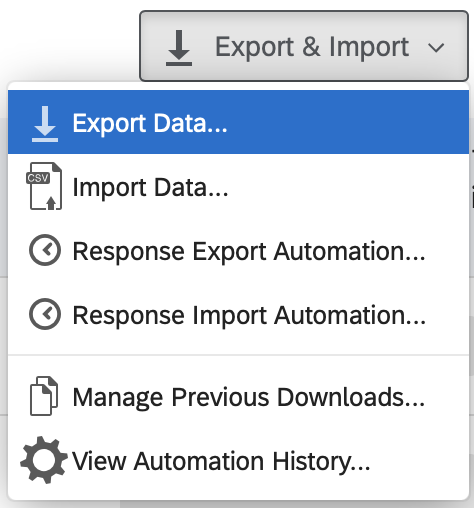 Export & Import
Export Data...
CSV
Import Data...
Response Export Automation...
Response Import Automation...
Manage Previous Downloads...
View Automation History...